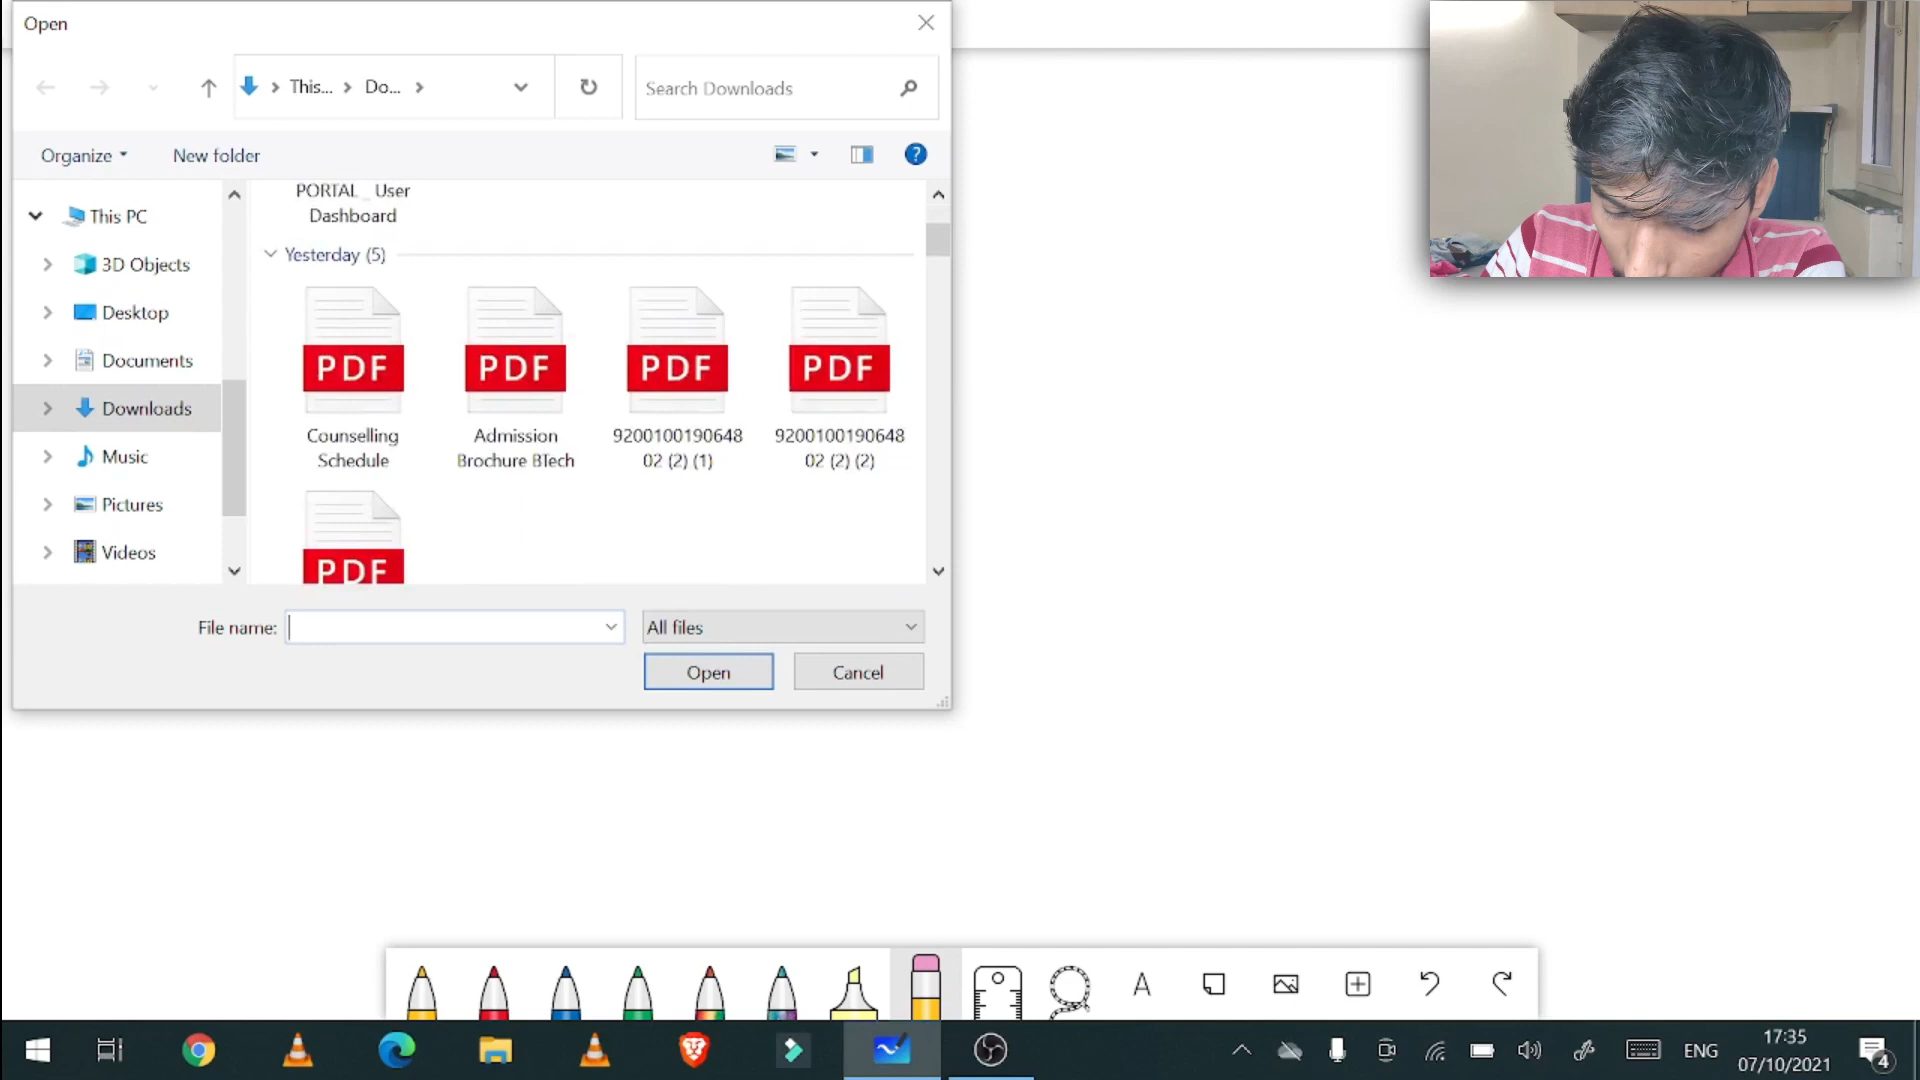 Open
This...
Do...
Search Downloads
Organize
New folder
?
This PC
3D Objects
Desktop
Documents
Downloads
Music
Pictures
Videos
PORTAL _ User
Dashboard
Yesterday (5)
PDF
PDF
PDF
PDF
Counselling
Schedule
Admission
Brochure BTech
9200100190648
02 (2) (1)
9200100190648
02 (2) (2)
PDF
File name:
All files
Open
Cancel
A
ENG
17:35
07/10/2021
4